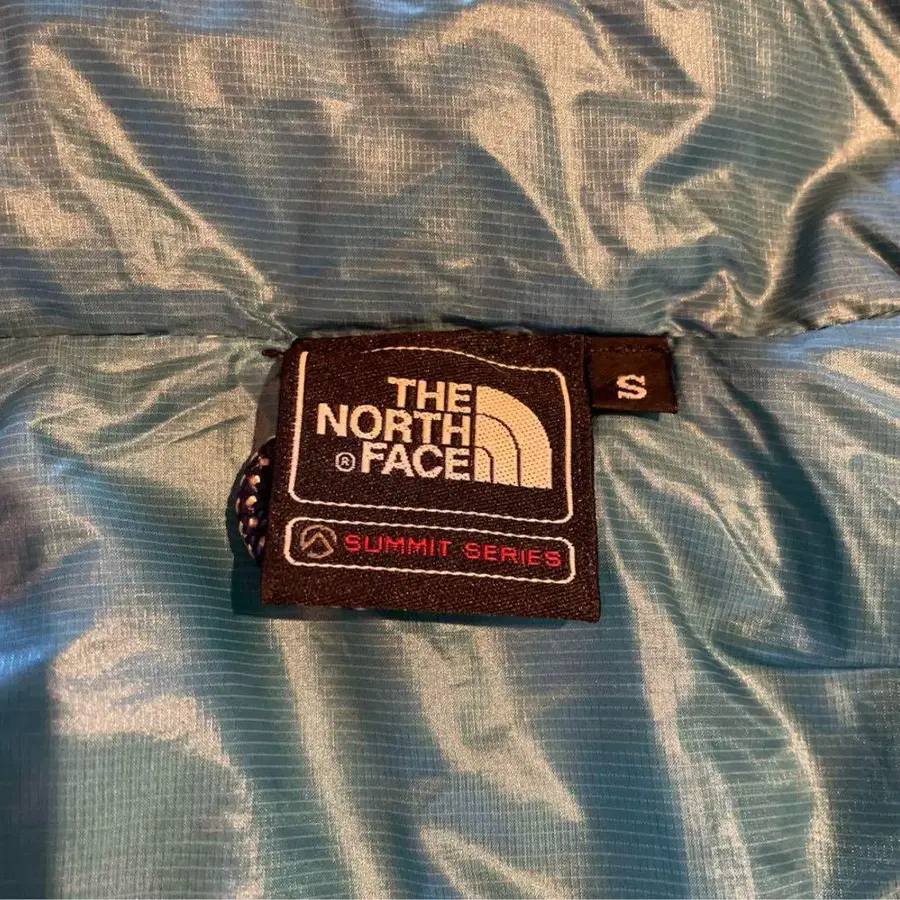 THE
NORTH
® FACE
S
SUMMIT SERIES